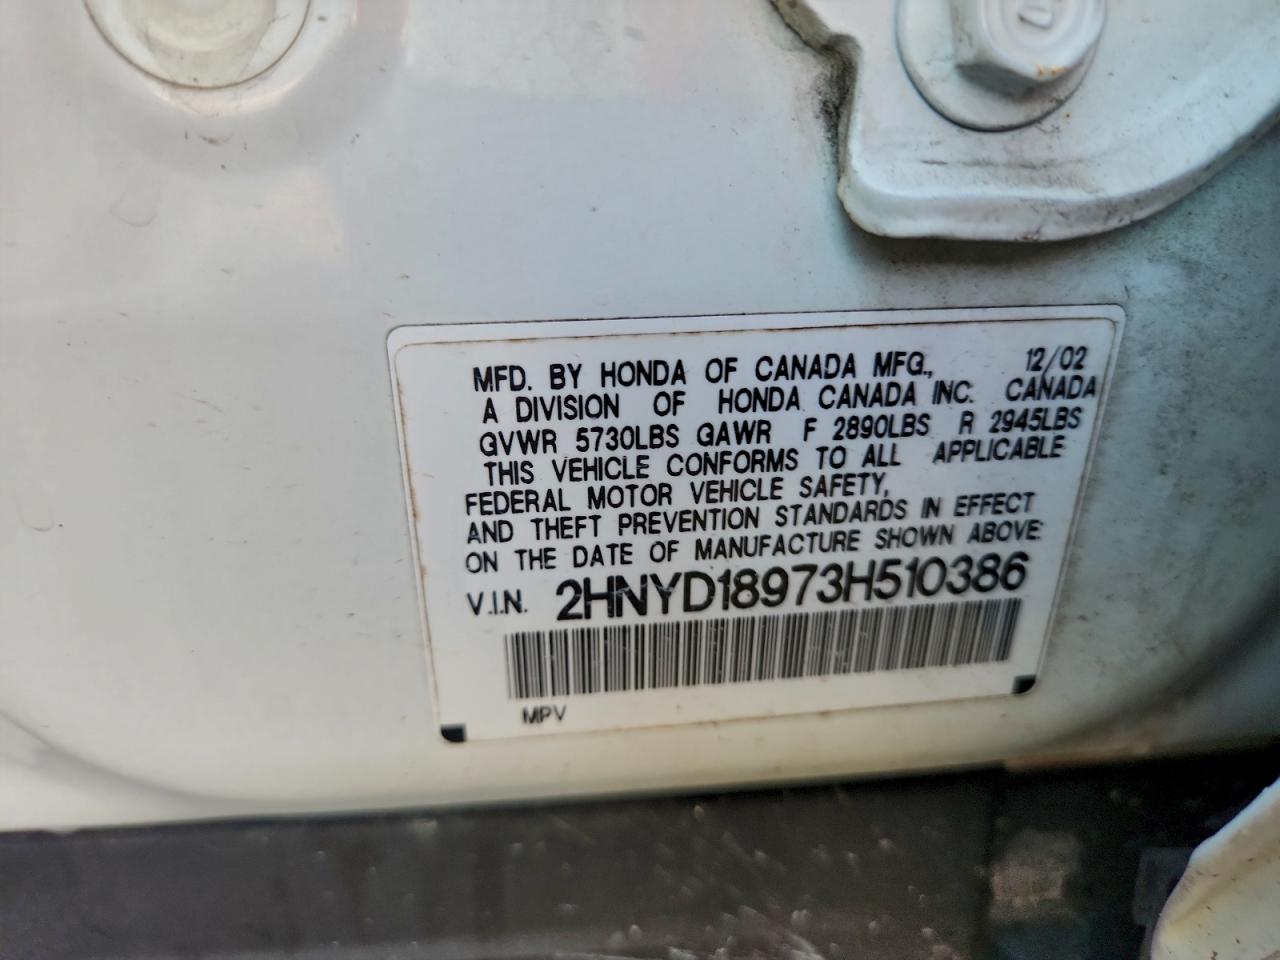 MFD. BY HONDA OF CANADA MFG., 12/02
A DIVISION OF HONDA CANADA INC. CANADA
GVWR 5730LBS GAWR F 2890LBS R 2945LBS
THIS VEHICLE CONFORMS TO ALL APPLICABLE
FEDERAL MOTOR VEHICLE SAFETY,
AND THEFT PREVENTION STANDARDS IN EFFECT
ON THE DATE OF MANUFACTURE SHOWN ABOVE:
V.I.N. 2HNYD18973H510386
MPV